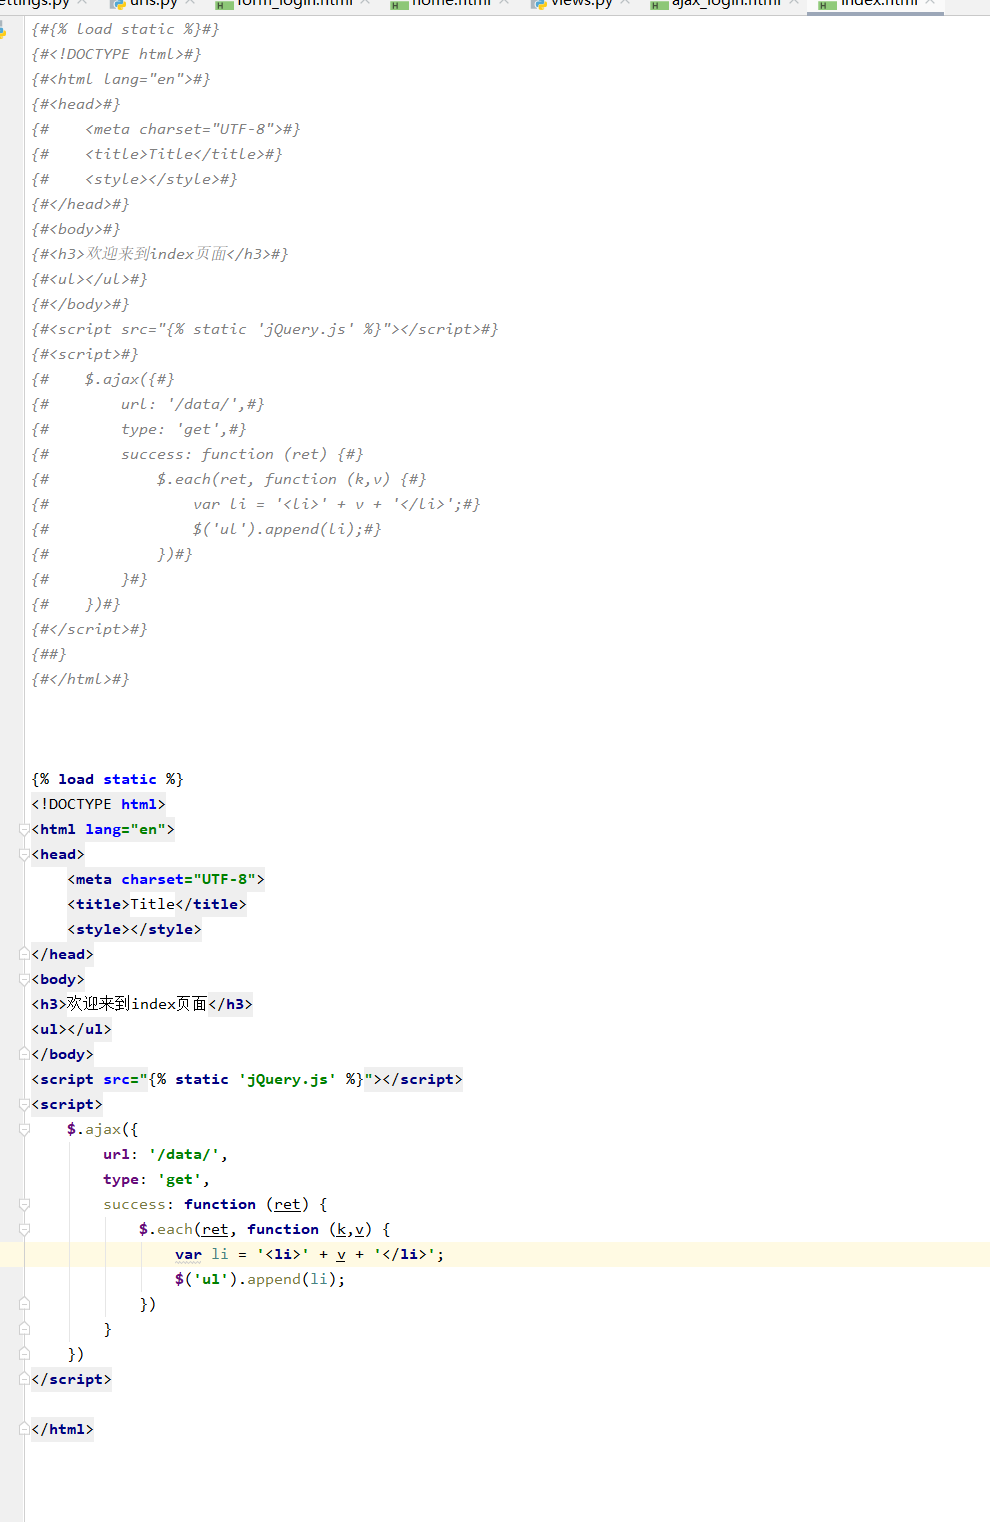 ettings.py urls.py form_login.html home.html views.py ajax_login.html index.html
{#{% load static %}#}
{#<!DOCTYPE html>#}
{#<html lang="en">#}
{#<head>#}
{#    <meta charset="UTF-8">#}
{#    <title>Title</title>#}
{#    <style></style>#}
{#</head>#}
{#<body>#}
{#<h3>欢迎来到index页面</h3>#}
{#<ul></ul>#}
{#</body>#}
{#<script src="{% static 'jQuery.js' %}"></script>#}
{#<script>#}
{#    $.ajax({#}
{#        url: '/data/',#}
{#        type: 'get',#}
{#        success: function (ret) {#}
{#            $.each(ret, function (k,v) {#}
{#                var li = '<li>' + v + '</li>';#}
{#                $('ul').append(li);#}
{#            })#}
{#        }#}
{#    })#}
{#</script>#}
{##}
{#</html>#}
{% load static %}
<!DOCTYPE html>
<html lang="en">
<head>
    <meta charset="UTF-8">
    <title>Title</title>
    <style></style>
</head>
<body>
<h3>欢迎来到index页面</h3>
<ul></ul>
</body>
<script src="{% static 'jQuery.js' %}"></script>
<script>
    $.ajax({
        url: '/data/',
        type: 'get',
        success: function (ret) {
            $.each(ret, function (k,v) {
                var li = '<li>' + v + '</li>';
                $('ul').append(li);
            })
        }
    })
</script>
</html>